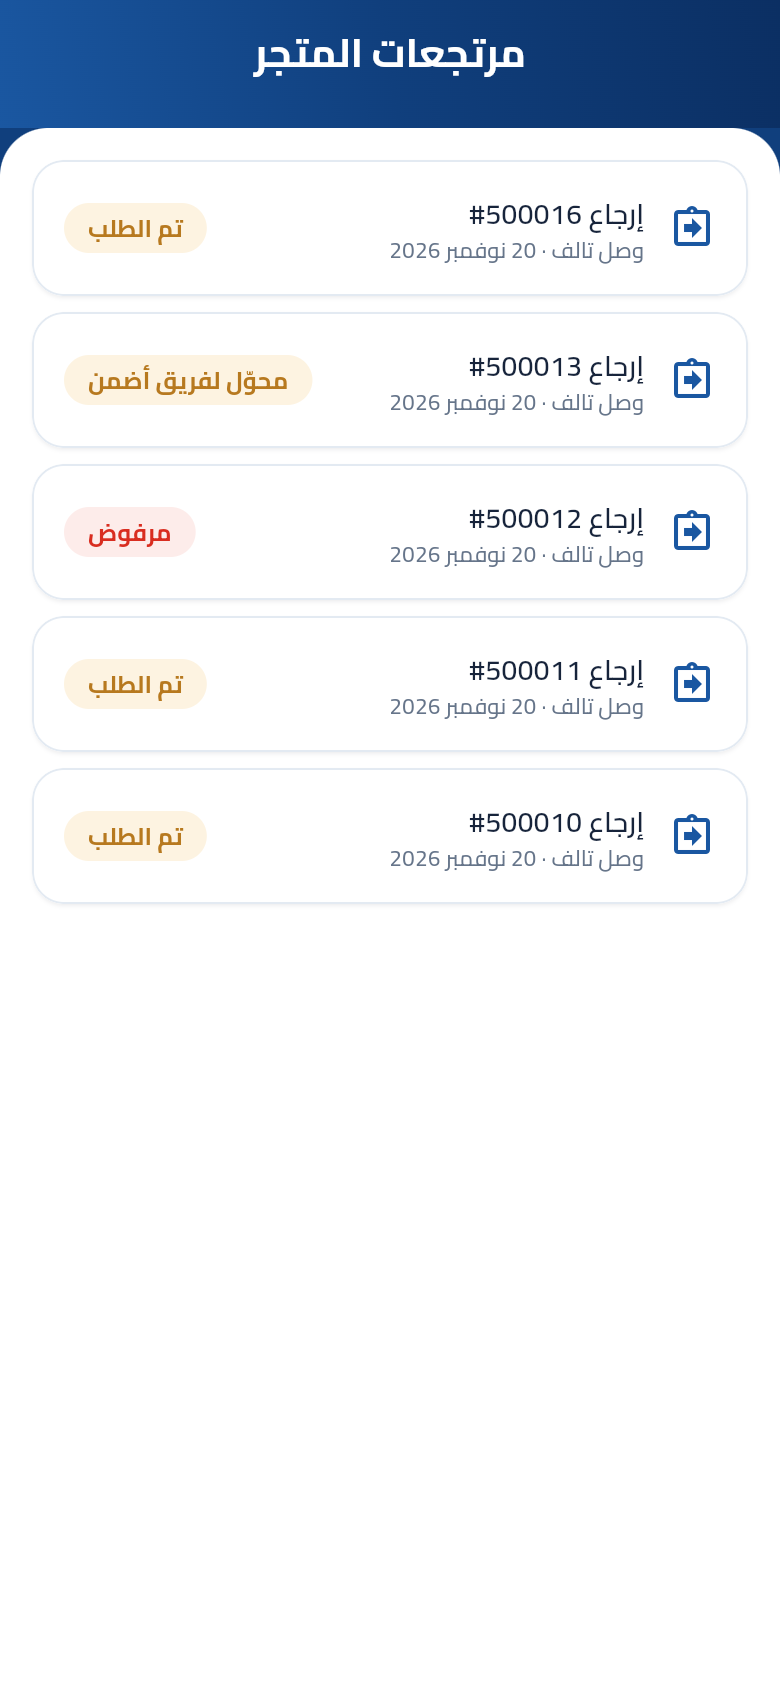 مرتجعات المتجر
إرجاع #500016
وصل تالف · 20 نوفمبر 2026
تم الطلب
إرجاع #500013
وصل تالف · 20 نوفمبر 2026
محوّل لفريق أضمن
إرجاع #500012
وصل تالف · 20 نوفمبر 2026
مرفوض
إرجاع #500011
وصل تالف · 20 نوفمبر 2026
تم الطلب
إرجاع #500010
وصل تالف · 20 نوفمبر 2026
تم الطلب